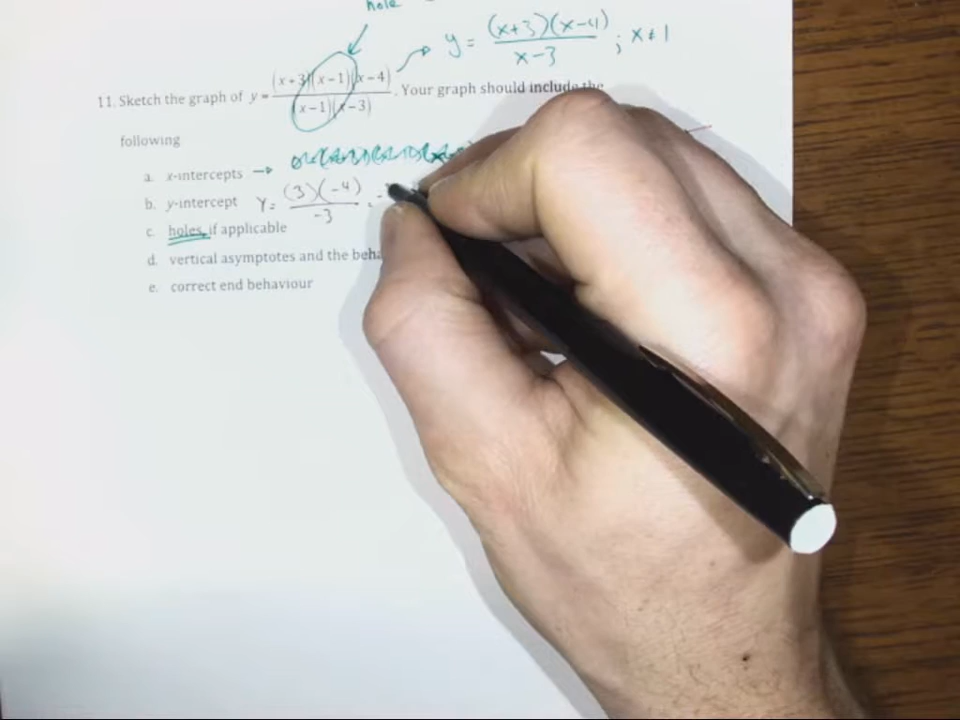 hole
y = (x+3)(x-4) / x-3 ; x≠1
11. Sketch the graph of y = (x+3)(x-1)(x-4) / (x-1)(x-3) . Your graph should include the
following
a. x-intercepts →
b. y-intercept y = (3)(-4) / -3
c. holes, if applicable
d. vertical asymptotes and the
e. correct end behaviour